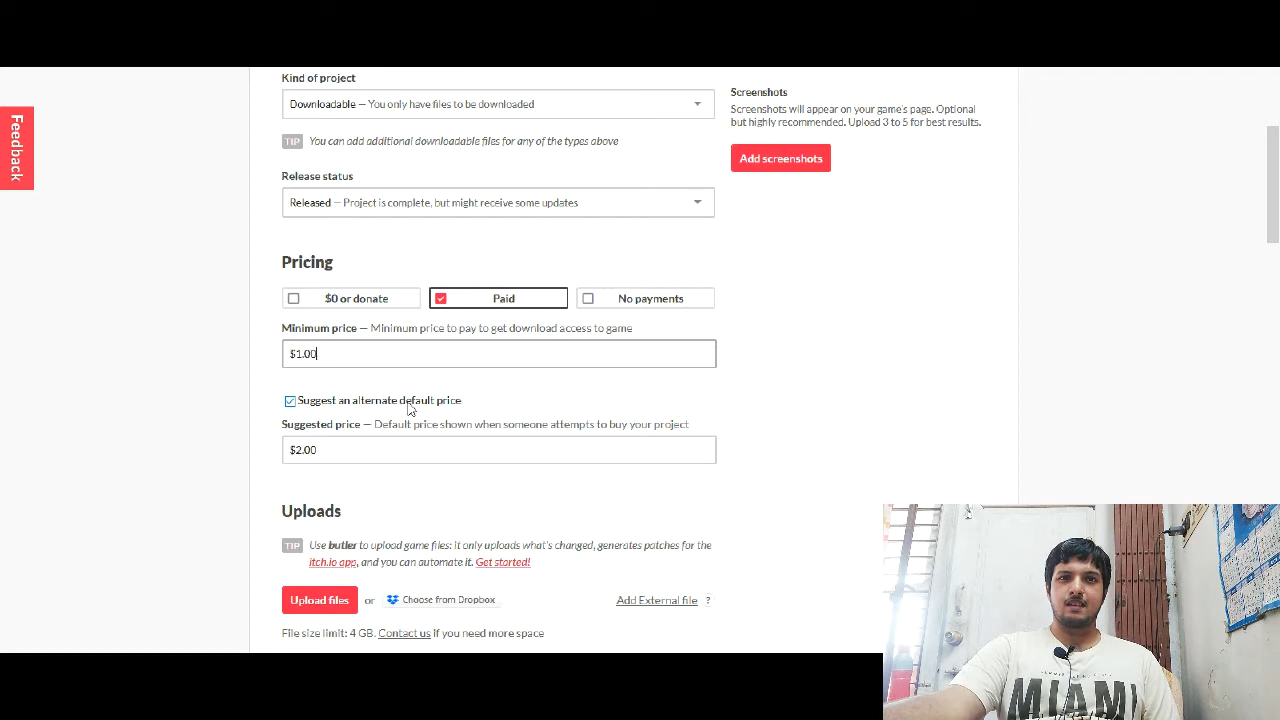 Feedback
Kind of project
Downloadable — You only have files to be downloaded
TIP You can add additional downloadable files for any of the types above
Release status
Released — Project is complete, but might receive some updates
Pricing
$0 or donate
Paid
No payments
Minimum price — Minimum price to pay to get download access to game
$1.00
Suggest an alternate default price
Suggested price — Default price shown when someone attempts to buy your project
$2.00
Uploads
TIP Use butler to upload game files: it only uploads what's changed, generates patches for the
itch.io app, and you can automate it. Get started!
Upload files or Choose from Dropbox Add External file ?
File size limit: 4 GB. Contact us if you need more space
Screenshots
Screenshots will appear on your game's page. Optional
but highly recommended. Upload 3 to 5 for best results.
Add screenshots
MIAMI